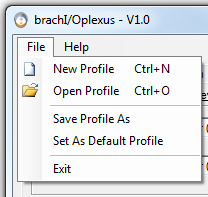 brachI/Oplexus - V1.0
File Help
New Profile Ctrl+N
Open Profile Ctrl+O
Save Profile As
Set As Default Profile
Exit